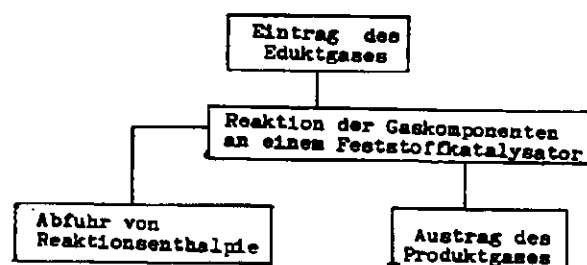 Eintrag des
Eduktgases
Reaktion der Gaskomponenten
an einem Feststoffkatalysator
Abfuhr von
Reaktionsenthalpie
Austrag des
Produktgases